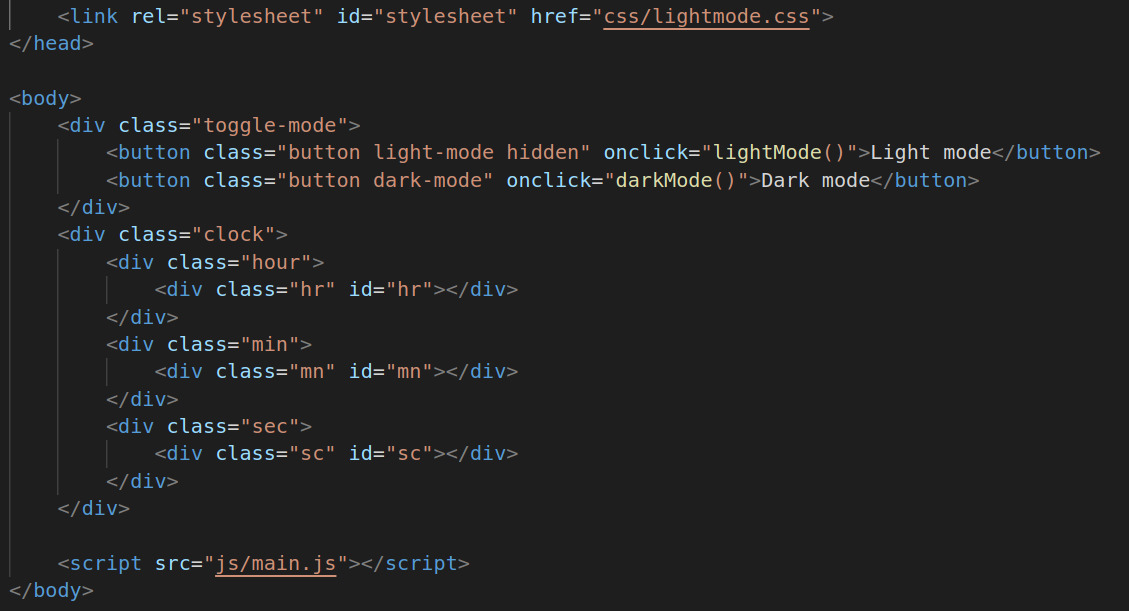 <link rel="stylesheet" id="stylesheet" href="css/lightmode.css">
</head>
<body>
<div class="toggle-mode">
<button class="button light-mode hidden" onclick="lightMode()">Light mode</button>
<button class="button dark-mode" onclick="darkMode()">Dark mode</button>
</div>
<div class="clock">
<div class="hour">
<div class="hr" id="hr"></div>
</div>
<div class="min">
<div class="mn" id="mn"></div>
</div>
<div class="sec">
<div class="sc" id="sc"></div>
</div>
</div>
<script src="js/main.js"></script>
</body>